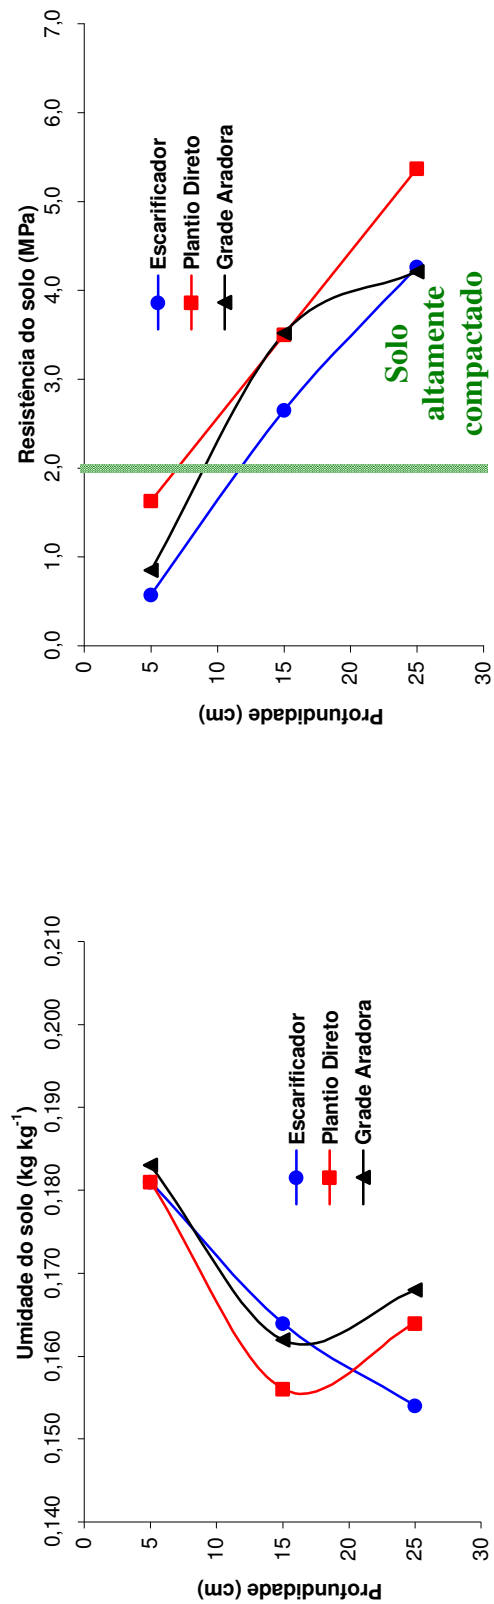 Umidade do solo (kg kg⁻¹)
0,140 0,150 0,160 0,170 0,180 0,190 0,200 0,210
0
5
10
15
20
25
30
Profundidade (cm)
Escarificador
Plantio Direto
Grade Aradora
Resistência do solo (MPa)
0,0 1,0 2,0 3,0 4,0 5,0 6,0 7,0
0
5
10
15
20
25
30
Profundidade (cm)
Escarificador
Plantio Direto
Grade Aradora
Solo
altamente
compactado